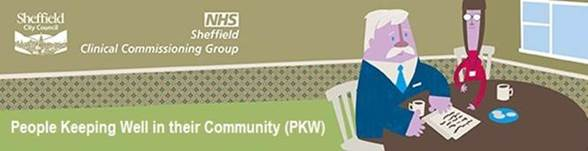 Sheffield
City Council
NHS
Sheffield
Clinical Commissioning Group
People Keeping Well in their Community (PKW)